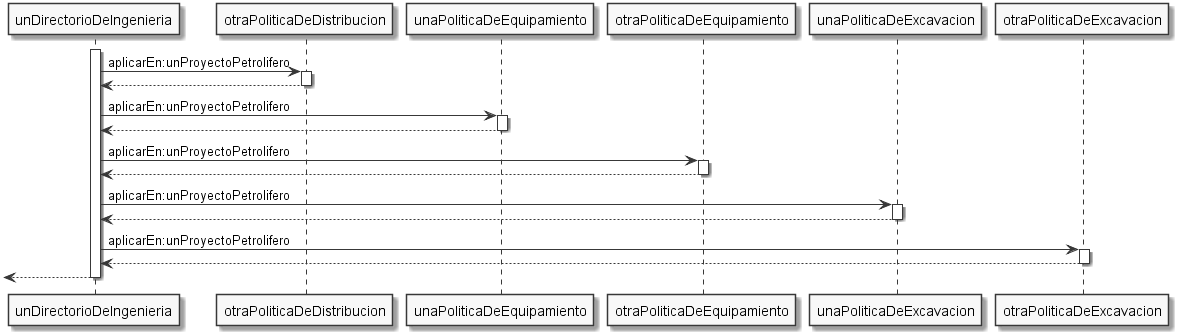 unDirectorioDeIngenieria
otraPoliticaDeDistribucion
unaPoliticaDeEquipamiento
otraPoliticaDeEquipamiento
unaPoliticaDeExcavacion
otraPoliticaDeExcavacion
aplicarEn:unProyectoPetrolifero
aplicarEn:unProyectoPetrolifero
aplicarEn:unProyectoPetrolifero
aplicarEn:unProyectoPetrolifero
aplicarEn:unProyectoPetrolifero
unDirectorioDeIngenieria
otraPoliticaDeDistribucion
unaPoliticaDeEquipamiento
otraPoliticaDeEquipamiento
unaPoliticaDeExcavacion
otraPoliticaDeExcavacion